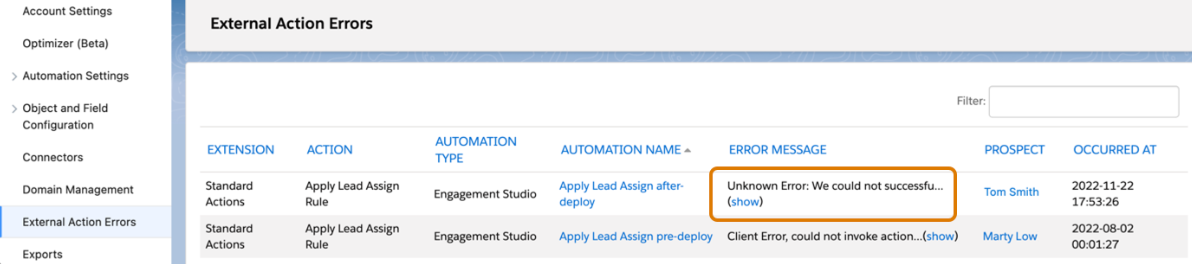 Account Settings
Optimizer (Beta)
Automation Settings
Object and Field
Configuration
Connectors
Domain Management
External Action Errors
Exports
External Action Errors
Filter:
EXTENSION ACTION AUTOMATION TYPE AUTOMATION NAME ERROR MESSAGE PROSPECT OCCURRED AT
Standard Actions Apply Lead Assign Rule Engagement Studio Apply Lead Assign after-deploy Unknown Error: We could not successfu... (show) Tom Smith 2022-11-22 17:53:26
Standard Actions Apply Lead Assign Rule Engagement Studio Apply Lead Assign pre-deploy Client Error, could not invoke action...(show) Marty Low 2022-08-02 00:01:27